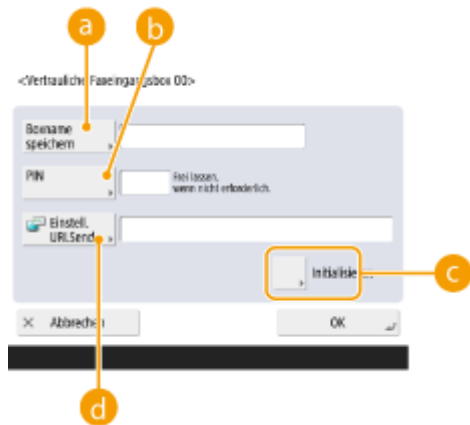 a
b
<Vertrauliche Faxeingangsbox 00>
Boxname
speichern
PIN
Frei lassen,
wenn nicht erforderlich.
Einstell.
URLSend
Initialisie
c
Abbrechen
OK
d